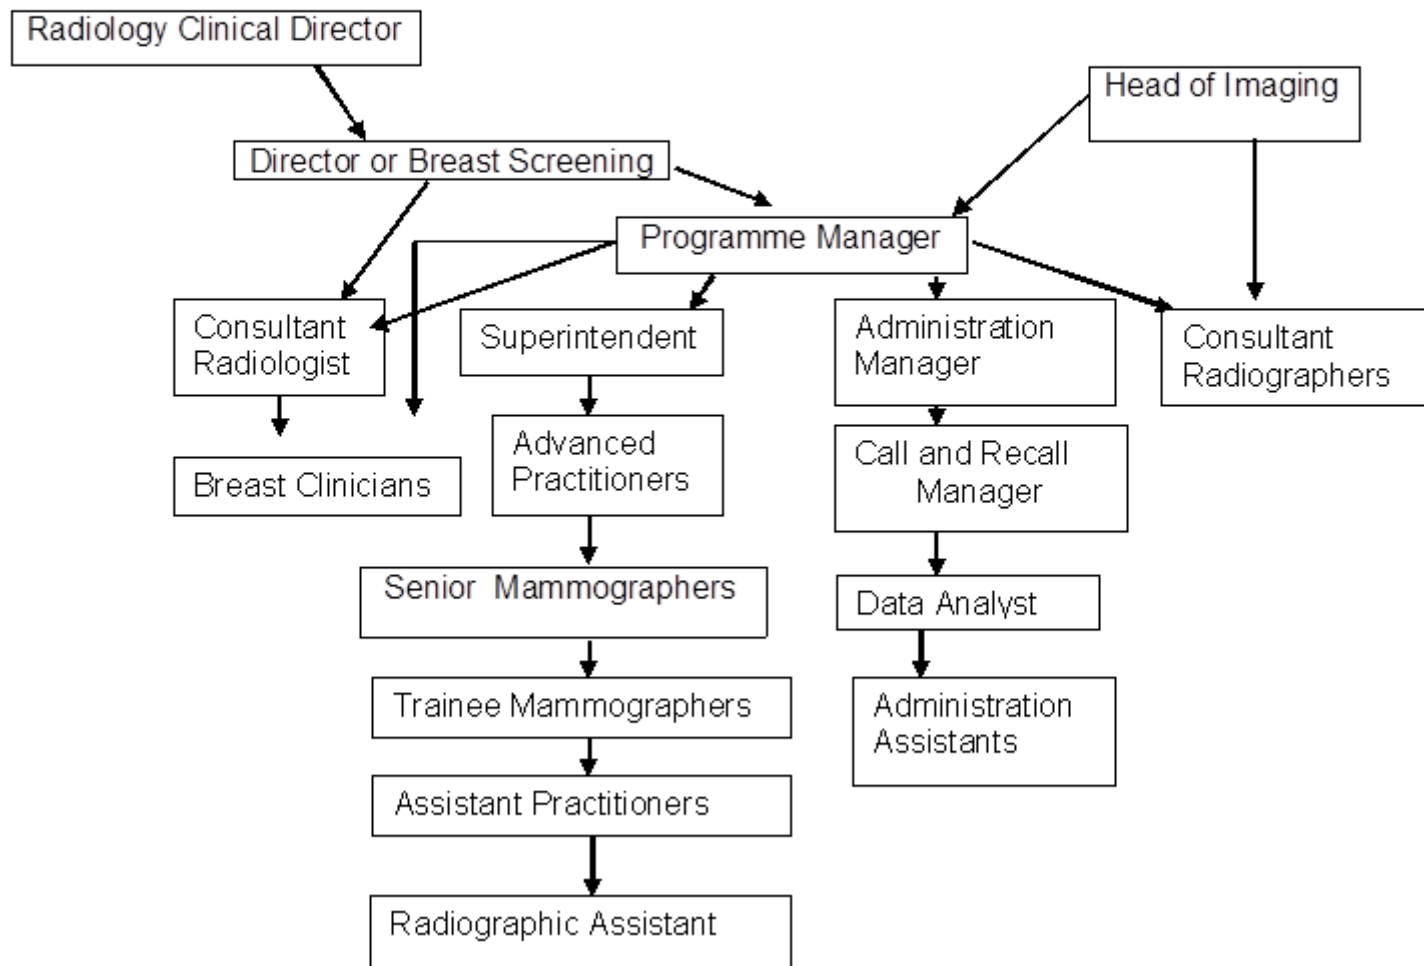 Radiology Clinical Director
Head of Imaging
Director or Breast Screening
Programme Manager
Consultant
Radiologist
Superintendent
Administration
Manager
Consultant
Radiographers
Advanced
Practitioners
Call and Recall
Manager
Breast Clinicians
Senior Mammographers
Data Analyst
Trainee Mammographers
Administration
Assistants
Assistant Practitioners
Radiographic Assistant